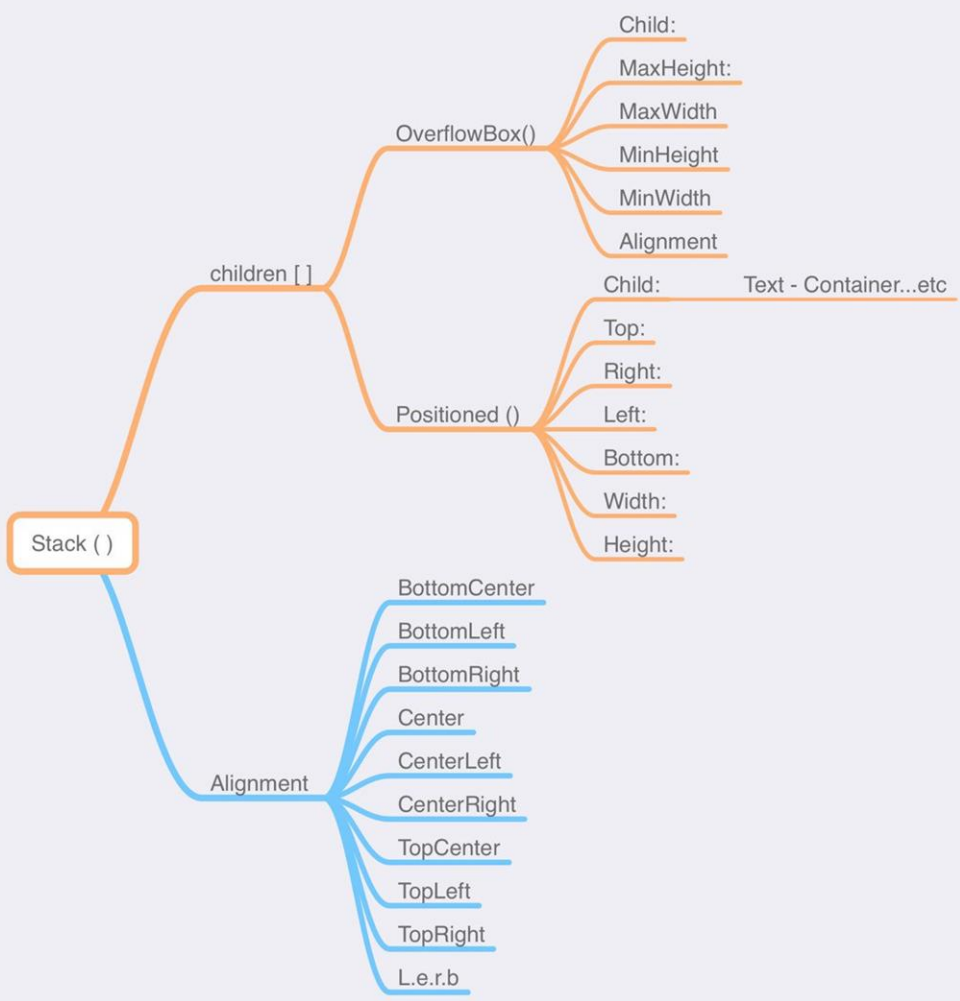 Child:
MaxHeight:
MaxWidth
OverflowBox()
MinHeight
MinWidth
Alignment
children [ ]
Child:
Text - Container...etc
Top:
Right:
Positioned ()
Left:
Bottom:
Width:
Height:
Stack ( )
BottomCenter
BottomLeft
BottomRight
Center
CenterLeft
Alignment
CenterRight
TopCenter
TopLeft
TopRight
L.e.r.b